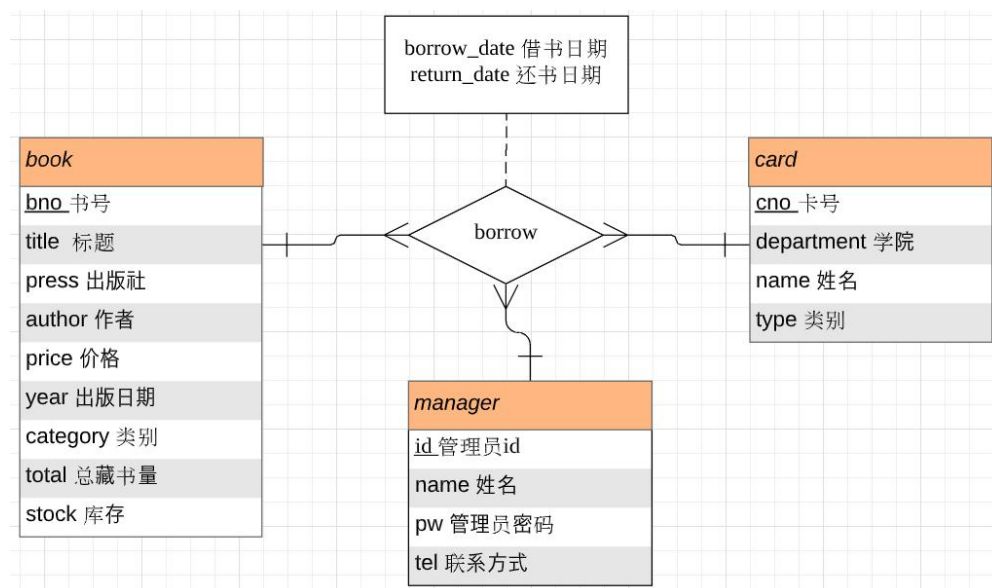 borrow_date 借书日期
return_date 还书日期
book
bno 书号
title 标题
press 出版社
author 作者
price 价格
year 出版日期
category 类别
total 总藏书量
stock 库存
borrow
card
cno 卡号
department 学院
name 姓名
type 类别
manager
id 管理员id
name 姓名
pw 管理员密码
tel 联系方式